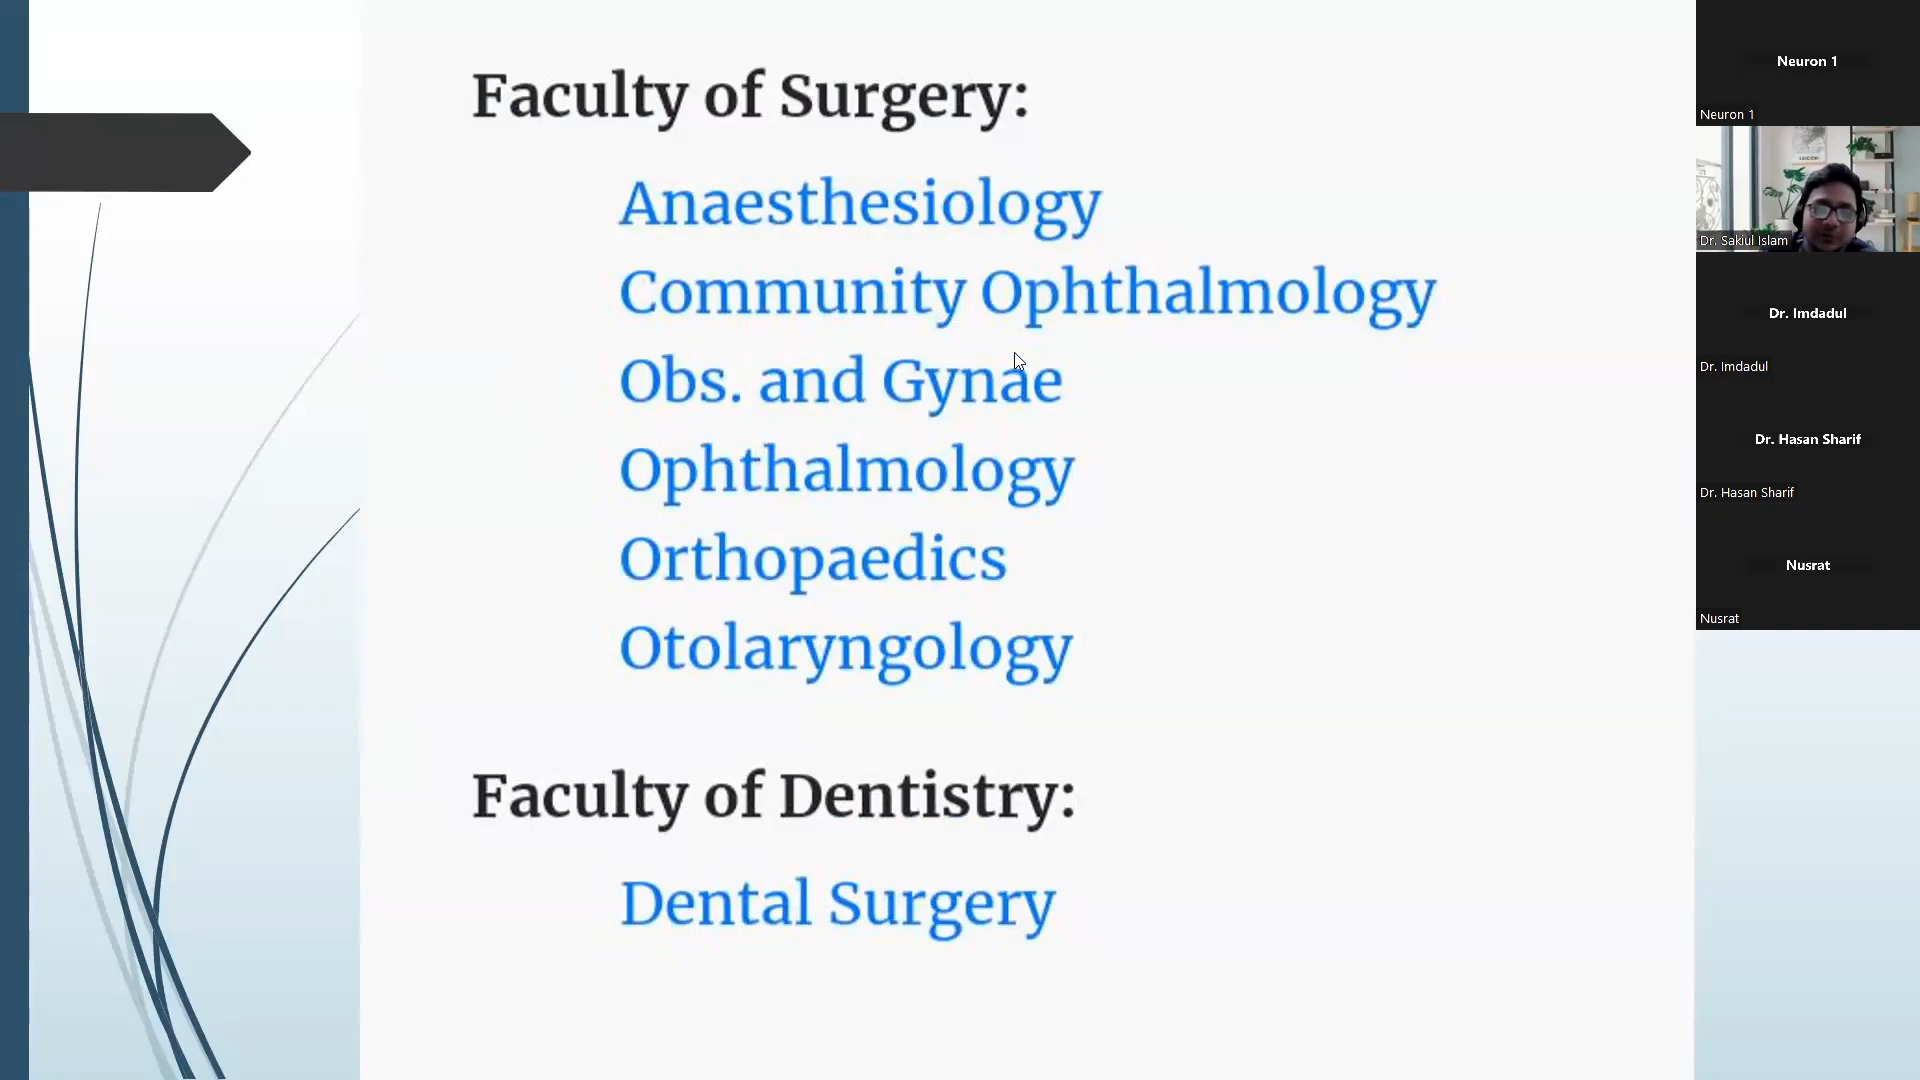 Faculty of Surgery:
Anaesthesiology
Community Ophthalmology
Obs. and Gynae
Ophthalmology
Orthopaedics
Otolaryngology
Faculty of Dentistry:
Dental Surgery
Neuron 1
Neuron 1
Dr. Sakiul Islam
Dr. Imdadul
Dr. Imdadul
Dr. Hasan Sharif
Dr. Hasan Sharif
Nusrat
Nusrat